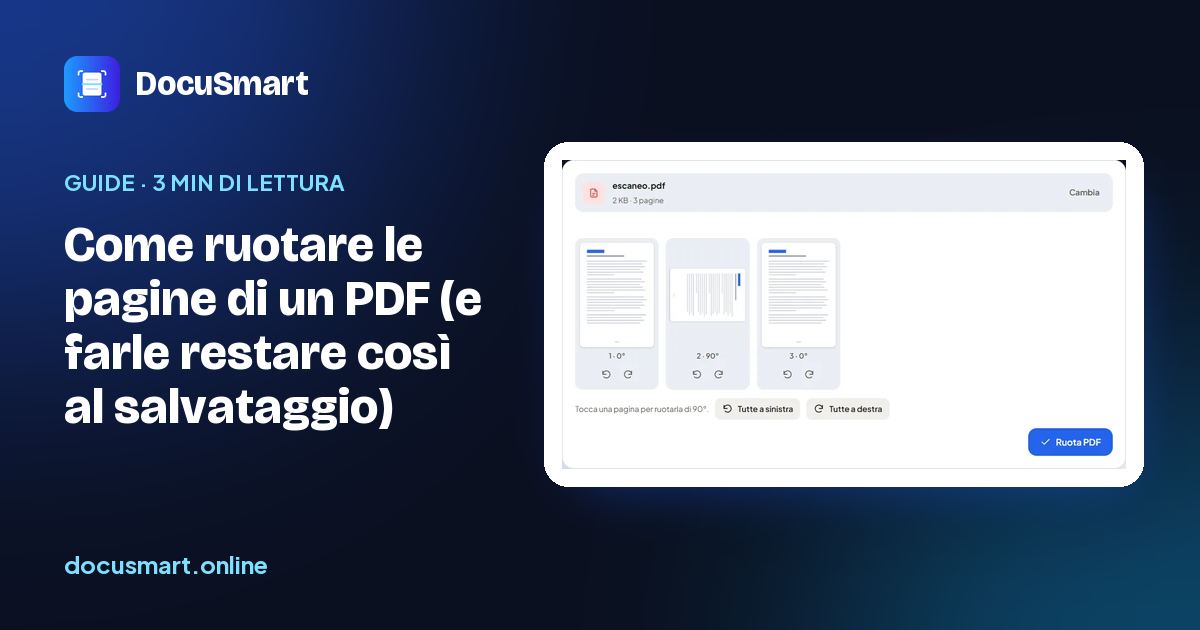 DocuSmart
GUIDE · 3 MIN DI LETTURA
Come ruotare le
pagine di un PDF (e
farle restare così
al salvataggio)
docusmart.online
escaneo.pdf
2 KB · 3 pagine
Cambia
1 · 0°
2 · 90°
3 · 0°
Tocca una pagina per ruotarla di 90°.
Tutte a sinistra
Tutte a destra
Ruota PDF